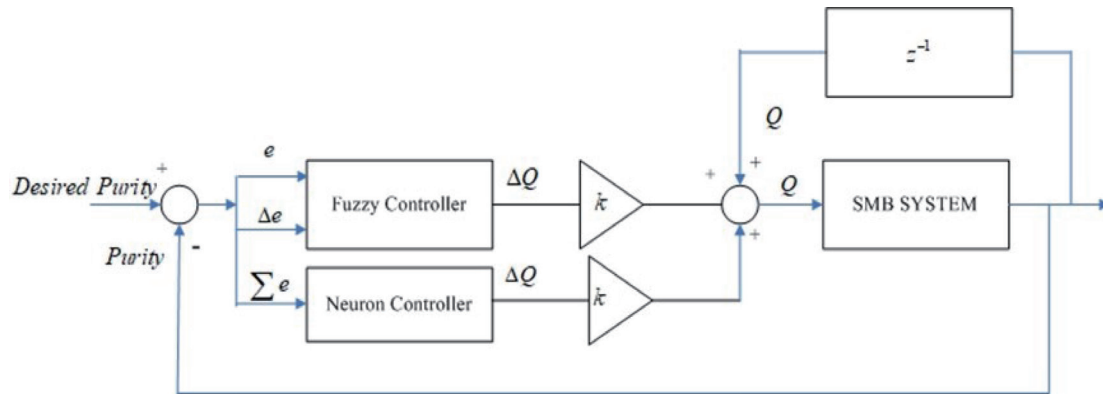 z⁻¹
Q
+
+
e
+
+
Desired Purity
Fuzzy Controller
ΔQ
k
Q
SMB SYSTEM
Δe
+
Purity
-
∑ e
Neuron Controller
ΔQ
k